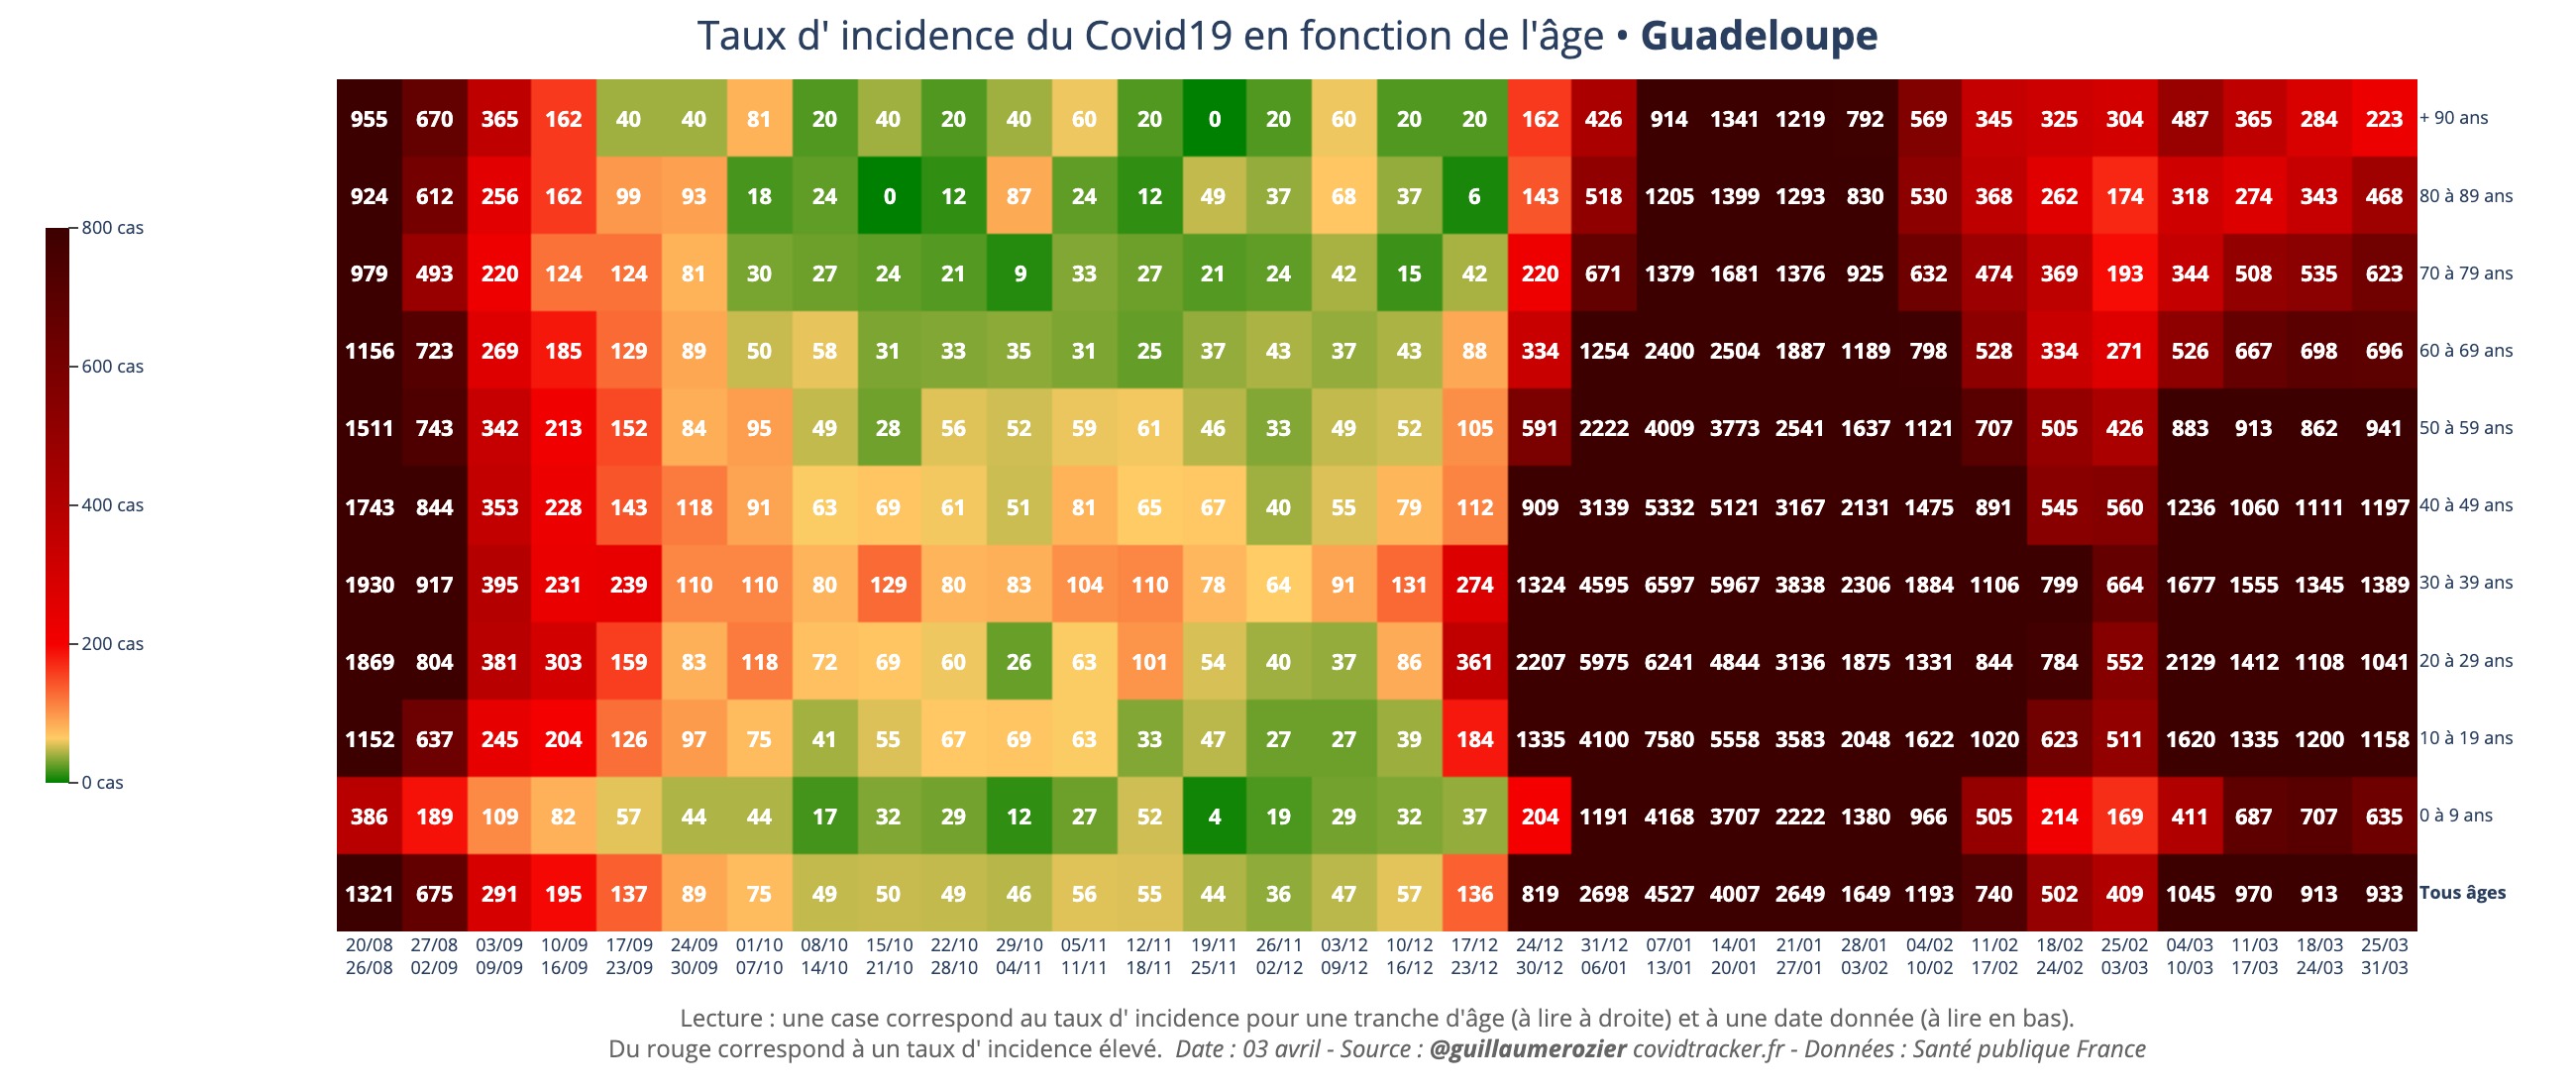 Taux d' incidence du Covid19 en fonction de l'âge • Guadeloupe
800 cas
600 cas
400 cas
200 cas
0 cas
955 670 365 162 40 40 81 20 40 20 40 60 20 0 20 60 20 20 162 426 914 1341 1219 792 569 345 325 304 487 365 284 223 + 90 ans
924 612 256 162 99 93 18 24 0 12 87 24 12 49 37 68 37 6 143 518 1205 1399 1293 830 530 368 262 174 318 274 343 468 80 à 89 ans
979 493 220 124 124 81 30 27 24 21 9 33 27 21 24 42 15 42 220 671 1379 1681 1376 925 632 474 369 193 344 508 535 623 70 à 79 ans
1156 723 269 185 129 89 50 58 31 33 35 31 25 37 43 37 43 88 334 1254 2400 2504 1887 1189 798 528 334 271 526 667 698 696 60 à 69 ans
1511 743 342 213 152 84 95 49 28 56 52 59 61 46 33 49 52 105 591 2222 4009 3773 2541 1637 1121 707 505 426 883 913 862 941 50 à 59 ans
1743 844 353 228 143 118 91 63 69 61 51 81 65 67 40 55 79 112 909 3139 5332 5121 3167 2131 1475 891 545 560 1236 1060 1111 1197 40 à 49 ans
1930 917 395 231 239 110 110 80 129 80 83 104 110 78 64 91 131 274 1324 4595 6597 5967 3838 2306 1884 1106 799 664 1677 1555 1345 1389 30 à 39 ans
1869 804 381 303 159 83 118 72 69 60 26 63 101 54 40 37 86 361 2207 5975 6241 4844 3136 1875 1331 844 784 552 2129 1412 1108 1041 20 à 29 ans
1152 637 245 204 126 97 75 41 55 67 69 63 33 47 27 27 39 184 1335 4100 7580 5558 3583 2048 1622 1020 623 511 1620 1335 1200 1158 10 à 19 ans
386 189 109 82 57 44 44 17 32 29 12 27 52 4 19 29 32 37 204 1191 4168 3707 2222 1380 966 505 214 169 411 687 707 635 0 à 9 ans
1321 675 291 195 137 89 75 49 50 49 46 56 55 44 36 47 57 136 819 2698 4527 4007 2649 1649 1193 740 502 409 1045 970 913 933 Tous âges
20/08 27/08 03/09 10/09 17/09 24/09 01/10 08/10 15/10 22/10 29/10 05/11 12/11 19/11 26/11 03/12 10/12 17/12 24/12 31/12 07/01 14/01 21/01 28/01 04/02 11/02 18/02 25/02 04/03 11/03 18/03 25/03
26/08 02/09 09/09 16/09 23/09 30/09 07/10 14/10 21/10 28/10 04/11 11/11 18/11 25/11 02/12 09/12 16/12 23/12 30/12 06/01 13/01 20/01 27/01 03/02 10/02 17/02 24/02 03/03 10/03 17/03 24/03 31/03
Lecture : une case correspond au taux d' incidence pour une tranche d'âge (à lire à droite) et à une date donnée (à lire en bas).
Du rouge correspond à un taux d' incidence élevé. Date : 03 avril - Source : @guillaumerozier covidtracker.fr - Données : Santé publique France